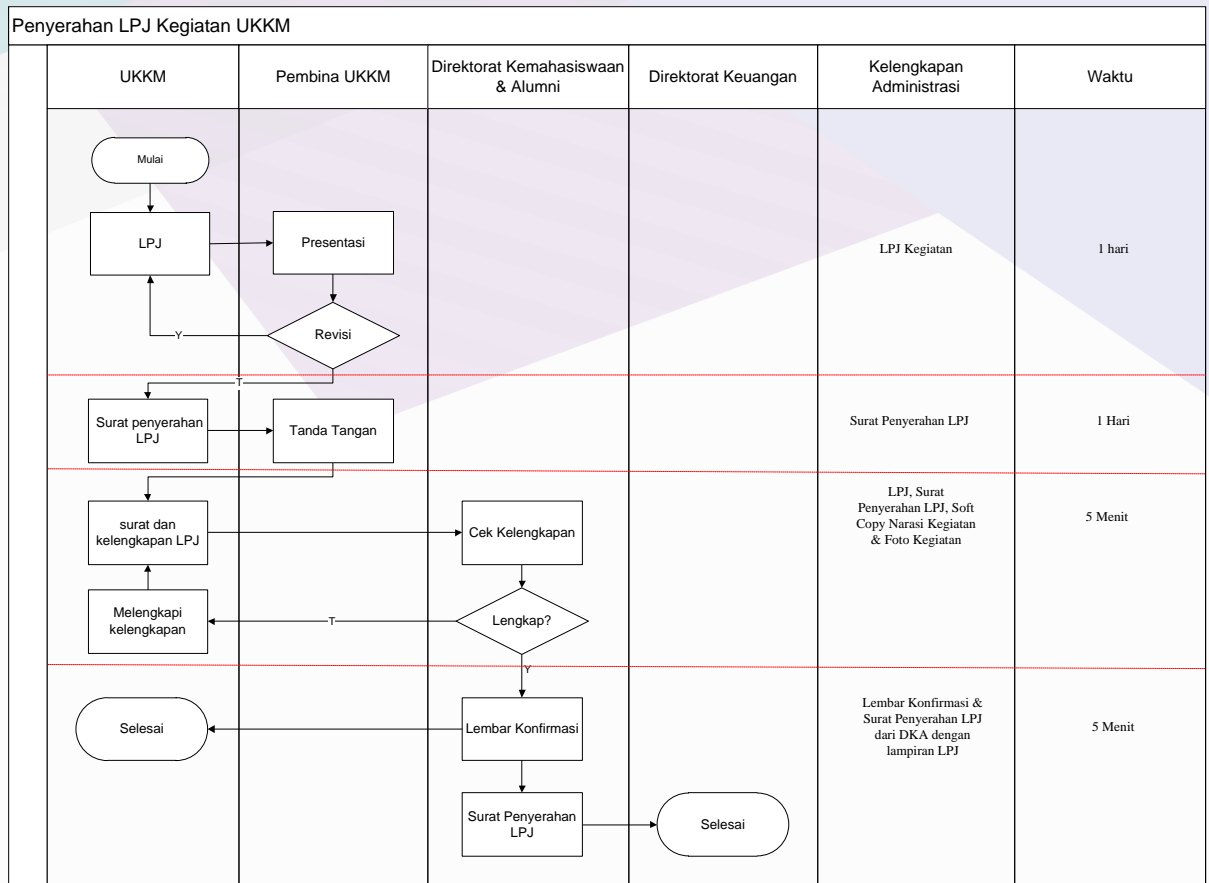 Penyerahan LPJ Kegiatan UKKM
UKKM
Pembina UKKM
Direktorat Kemahasiswaan
& Alumni
Direktorat Keuangan
Kelengkapan
Administrasi
Waktu
Mulai
LPJ
Presentasi
LPJ Kegiatan
1 hari
Y
Revisi
T
Surat penyerahan
LPJ
Tanda Tangan
Surat Penyerahan LPJ
1 Hari
surat dan
kelengkapan LPJ
Cek Kelengkapan
LPJ, Surat
Penyerahan LPJ, Soft
Copy Narasi Kegiatan
& Foto Kegiatan
5 Menit
Melengkapi
kelengkapan
T
Lengkap?
Y
Selesai
Lembar Konfirmasi
Lembar Konfirmasi &
Surat Penyerahan LPJ
dari DKA dengan
lampiran LPJ
5 Menit
Surat Penyerahan
LPJ
Selesai